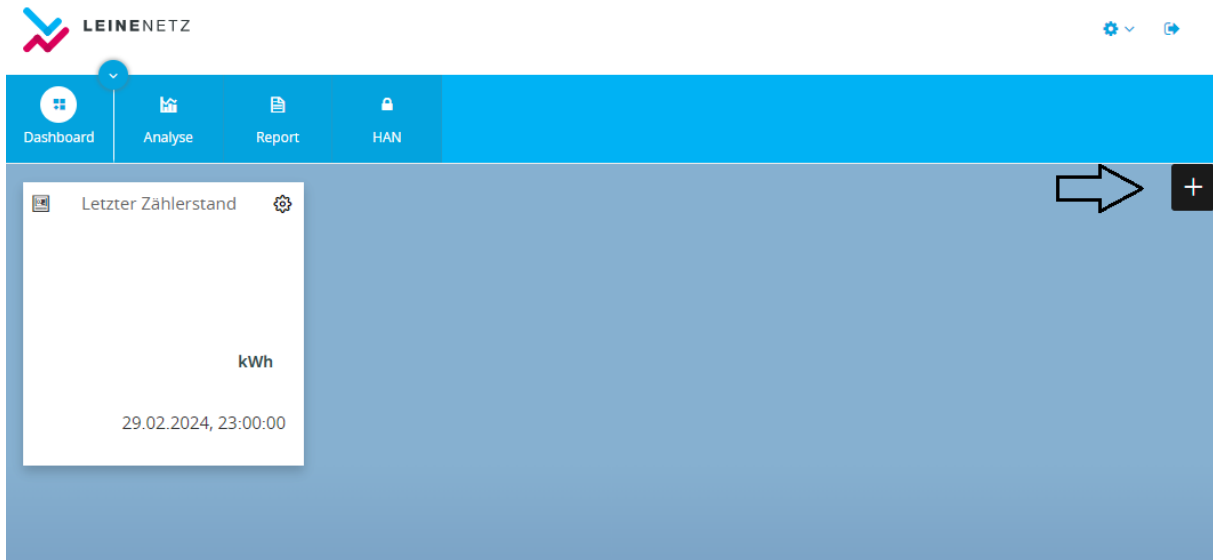 LEINENETZ
Dashboard Analyse Report HAN
Letzter Zählerstand
kWh
29.02.2024, 23:00:00